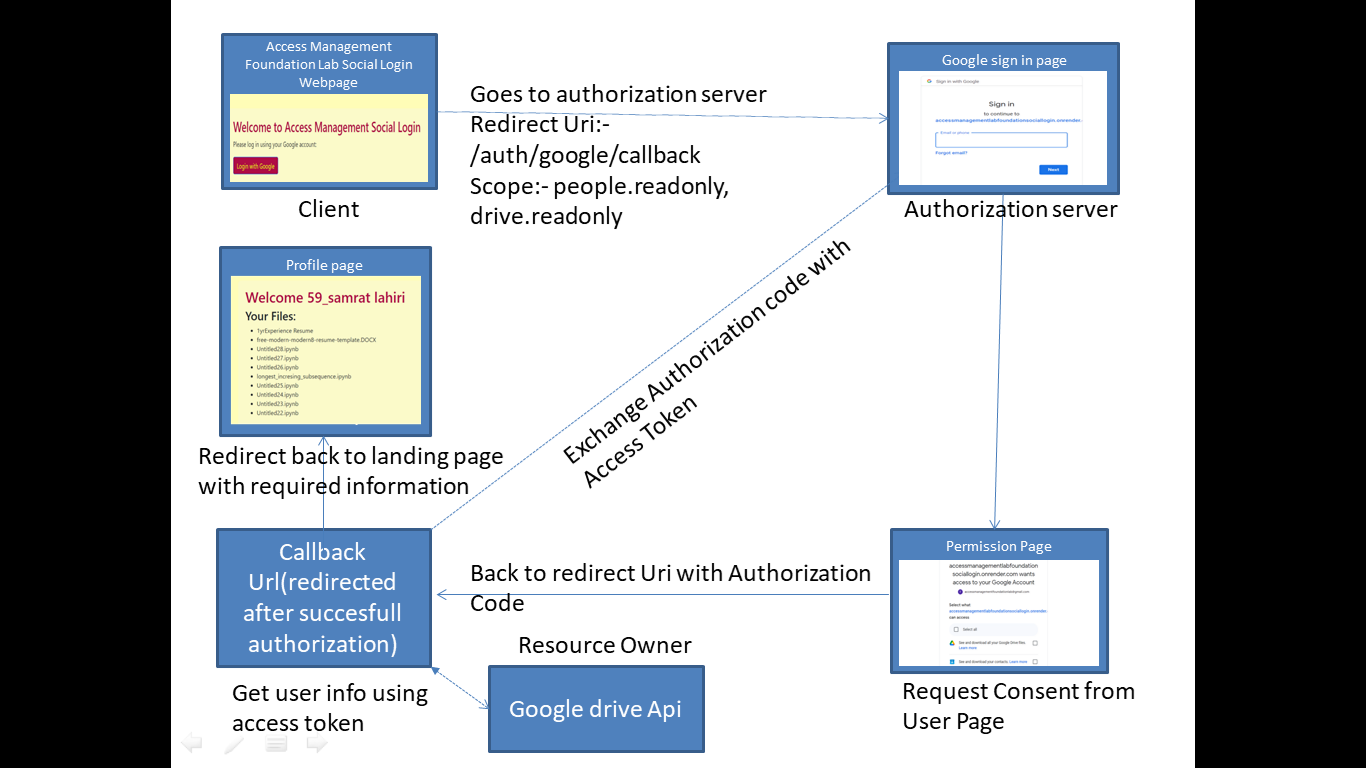 Access Management
Foundation Lab Social Login
Webpage
Welcome to Access Management Social Login
Please log in using your Google account:
Login with Google
Client
Goes to authorization server
Redirect Uri:-
/auth/google/callback
Scope:- people.readonly,
drive.readonly
Google sign in page
G Sign in with Google
Sign in
to continue to
accessmanagementlabfoundationsociallogin.onrender.
Email or phone
Forgot email?
Next
Authorization server
Profile page
Welcome 59_samrat lahiri
Your Files:
1yrExperience Resume
free-modern-modern8-resume-template.DOCX
Untitled28.ipynb
Untitled27.ipynb
Untitled26.ipynb
longest_incresing_subsequence.ipynb
Untitled25.ipynb
Untitled24.ipynb
Untitled23.ipynb
Untitled22.ipynb
Redirect back to landing page
with required information
Exchange Authorization code with
Access Token
Callback
Url(redirected
after succesfull
authorization)
Back to redirect Uri with Authorization
Code
Permission Page
accessmanagementlabfoundation
sociallogin.onrender.com wants
access to your Google Account
accessmanagementfoundationlab@gmail.com
Select what
accessmanagementlabfoundationsociallogin.onrender.
can access
Select all
See and download all your Google Drive files.
Learn more
See and download your contacts. Learn more
Request Consent from
User Page
Resource Owner
Google drive Api
Get user info using
access token